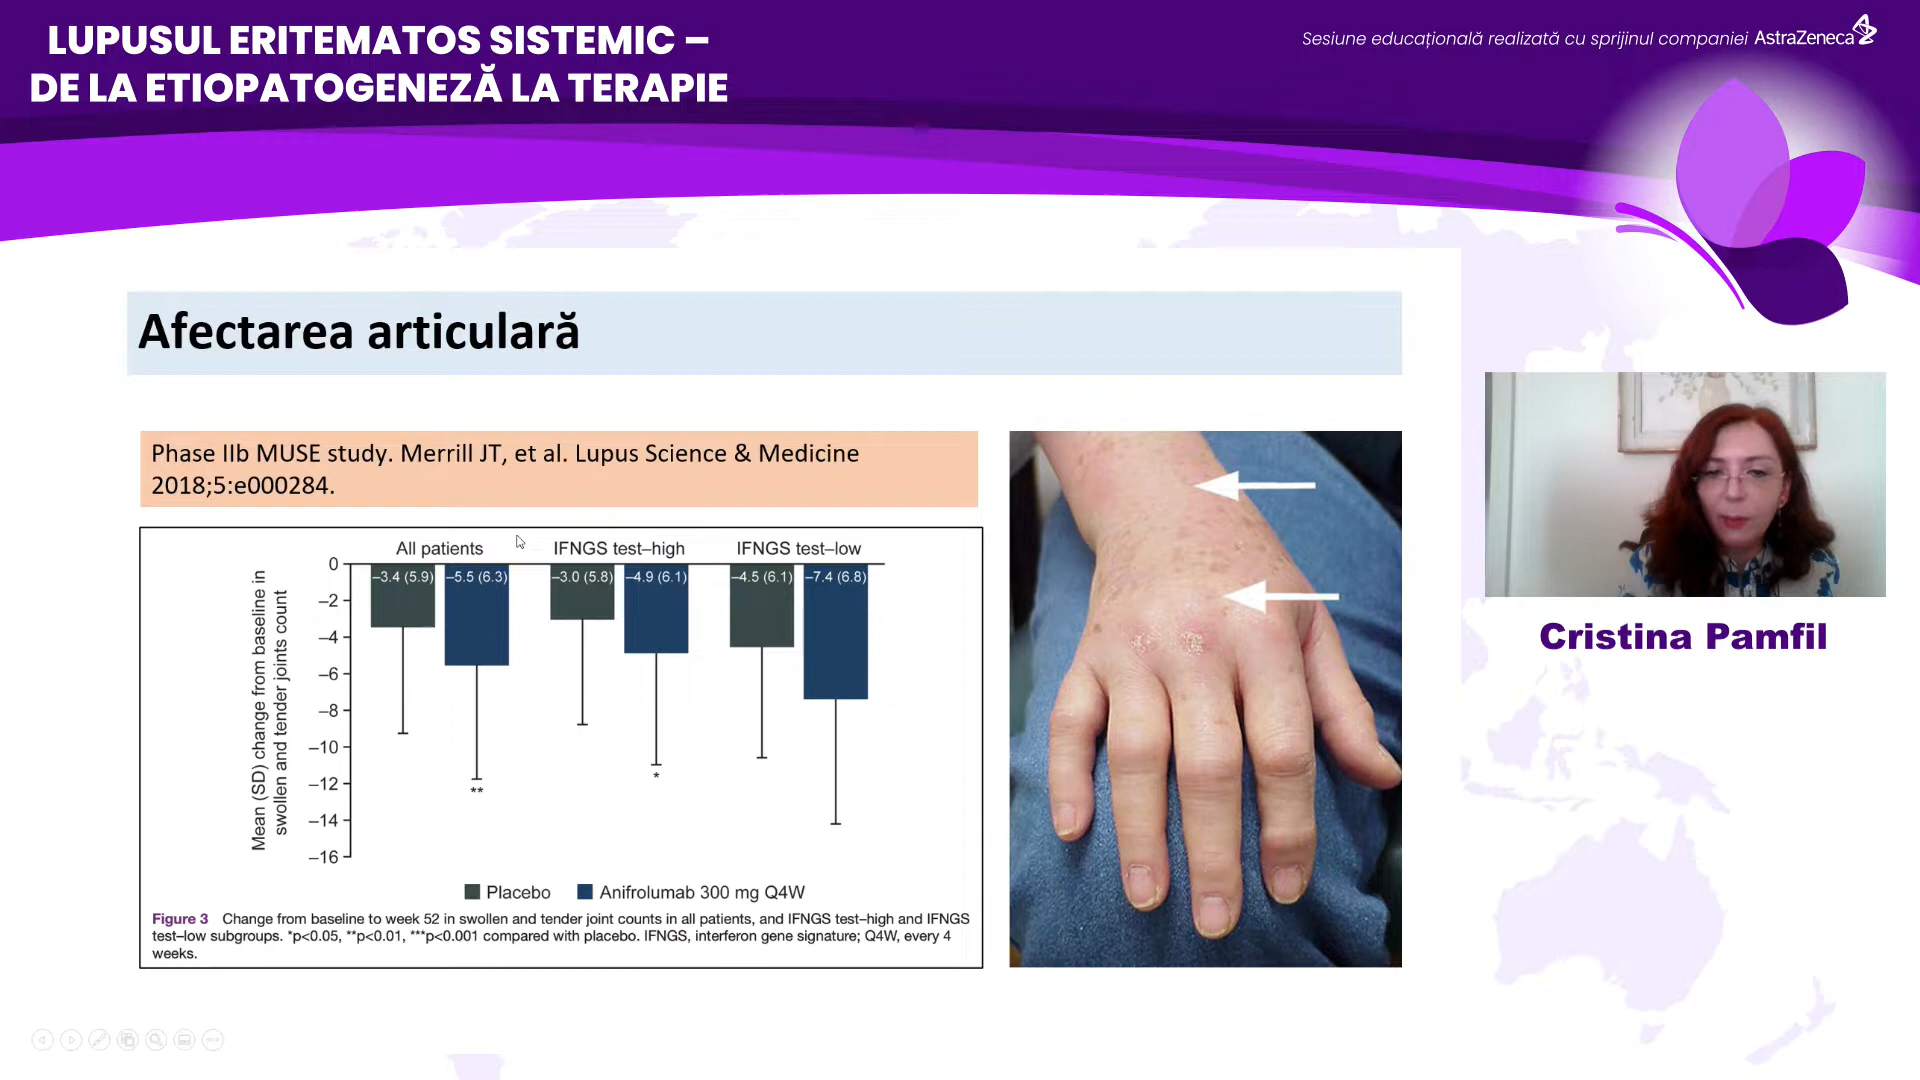 LUPUSUL ERITEMATOS SISTEMIC –
DE LA ETIOPATOGENEZĂ LA TERAPIE
Sesiune educațională realizată cu sprijinul companiei AstraZeneca
Afectarea articulară
Phase IIb MUSE study. Merrill JT, et al. Lupus Science & Medicine
2018;5:e000284.
All patients
IFNGS test–high
IFNGS test–low
Mean (SD) change from baseline in
swollen and tender joints count
0
–2
–4
–6
–8
–10
–12
–14
–16
–3.4 (5.9)
–5.5 (6.3)
–3.0 (5.8)
–4.9 (6.1)
–4.5 (6.1)
–7.4 (6.8)
**
*
Placebo
Anifrolumab 300 mg Q4W
Figure 3 Change from baseline to week 52 in swollen and tender joint counts in all patients, and IFNGS test–high and IFNGS
test–low subgroups. *p<0.05, **p<0.01, ***p<0.001 compared with placebo. IFNGS, interferon gene signature; Q4W, every 4
weeks.
Cristina Pamfil